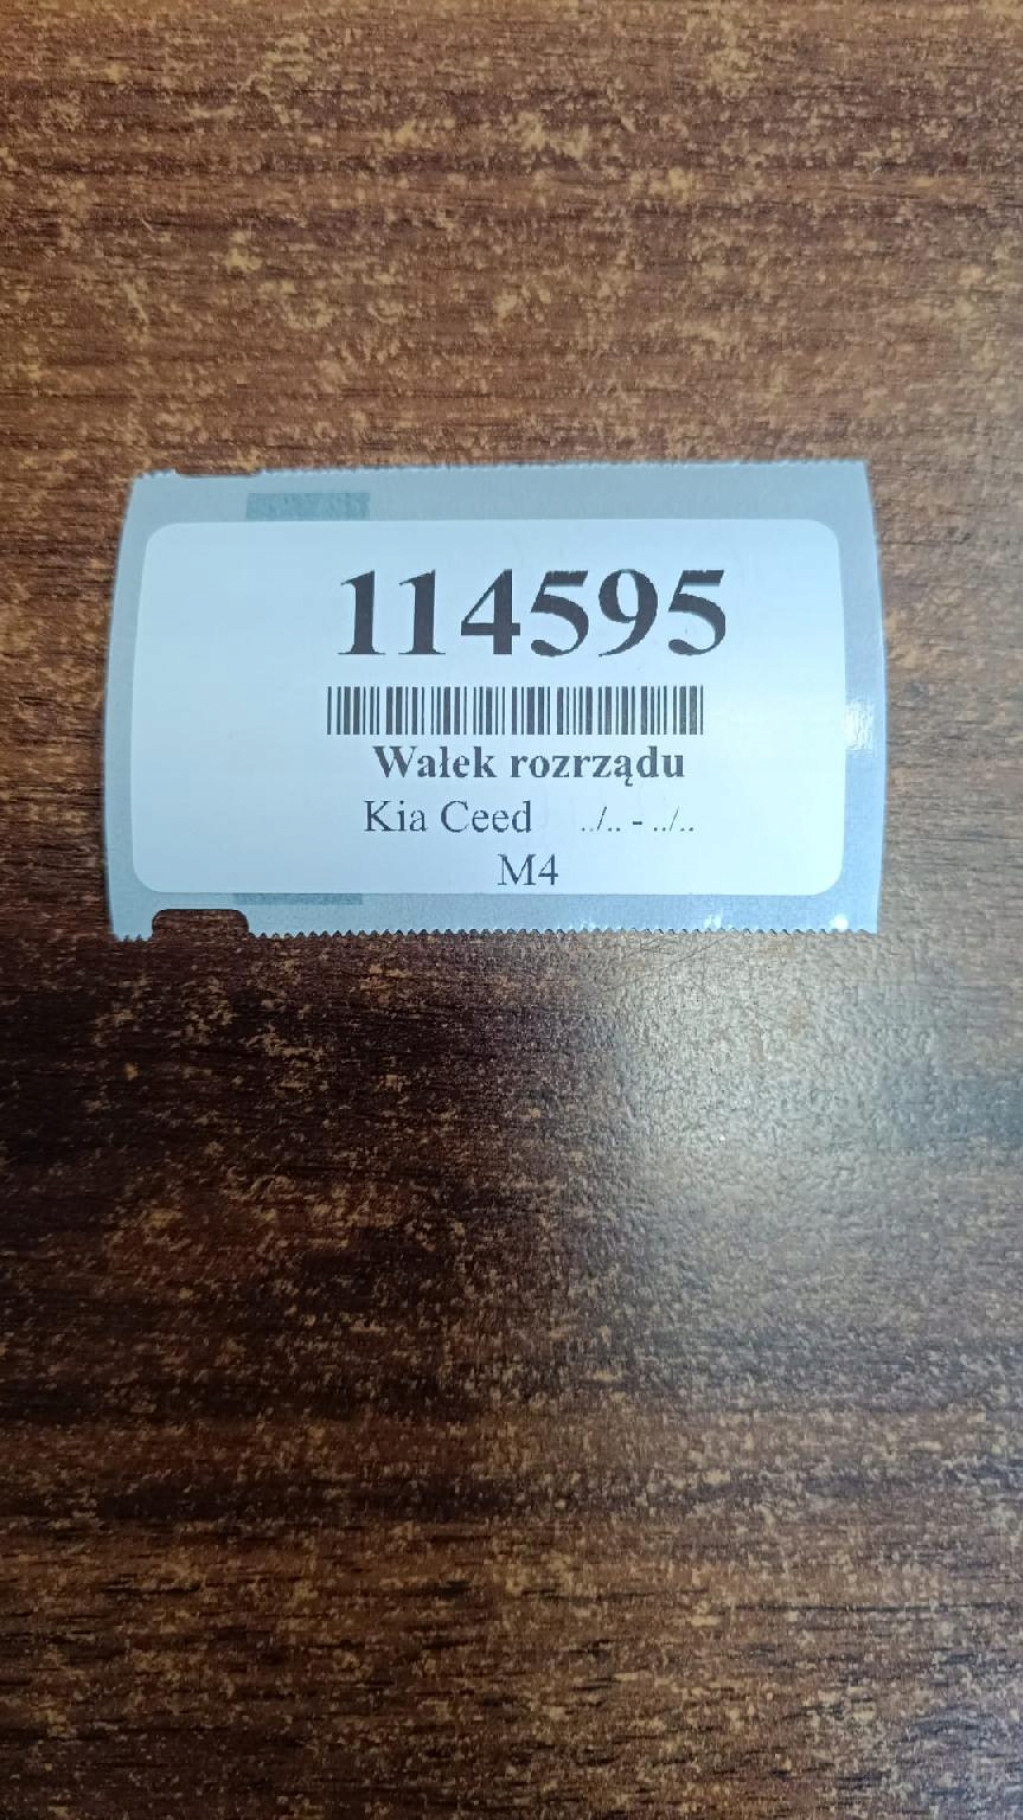 114595
Wałek rozrządu
Kia Ceed ../.. - ../..
M4